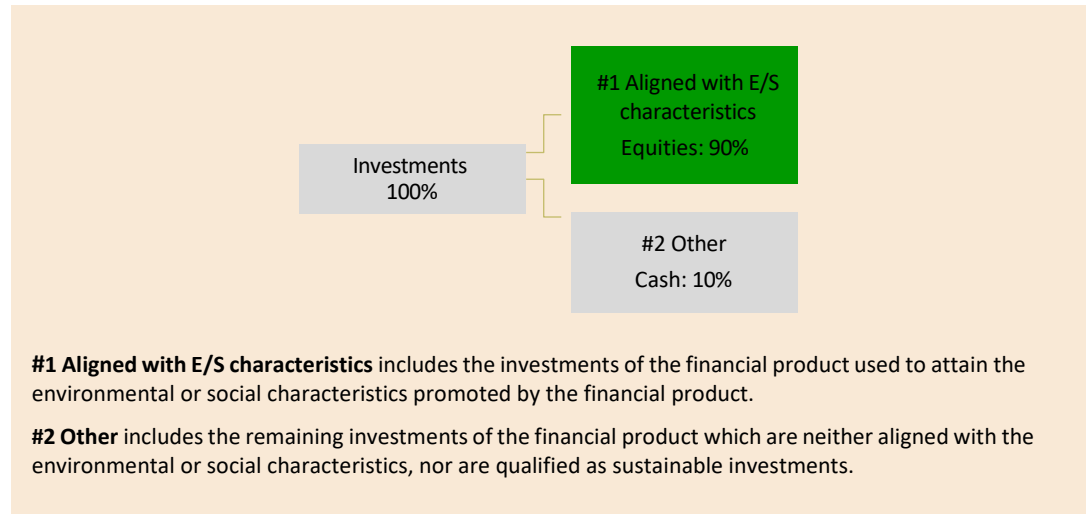 #1 Aligned with E/S
characteristics
Equities: 90%
Investments
100%
#2 Other
Cash: 10%
#1 Aligned with E/S characteristics includes the investments of the financial product used to attain the
environmental or social characteristics promoted by the financial product.
#2 Other includes the remaining investments of the financial product which are neither aligned with the
environmental or social characteristics, nor are qualified as sustainable investments.